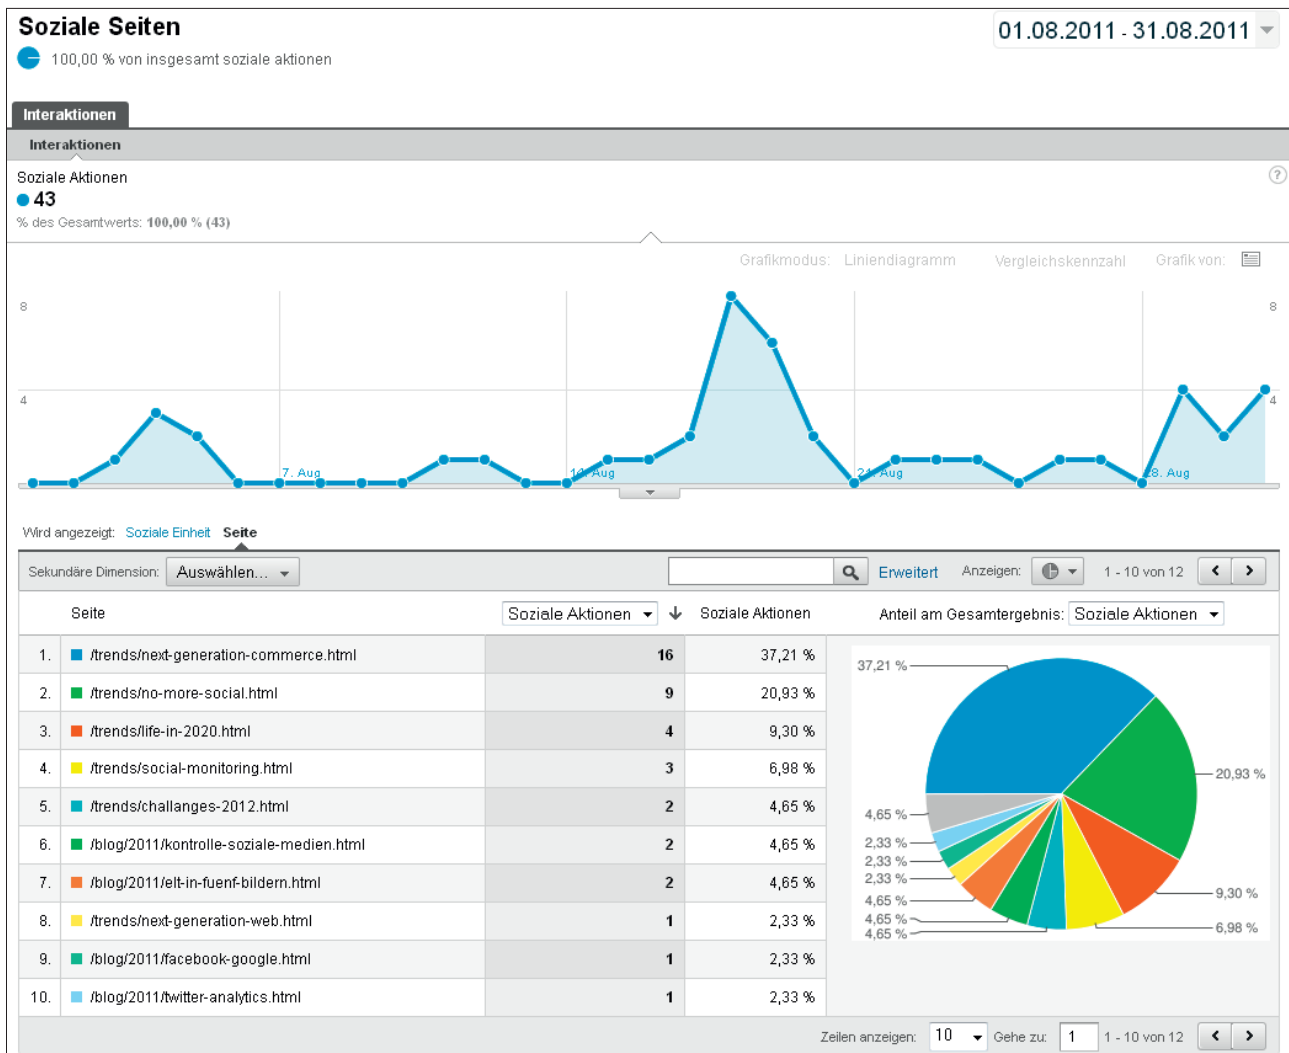 Soziale Seiten
01.08.2011 - 31.08.2011
100,00 % von insgesamt soziale aktionen
Interaktionen
Interaktionen
Soziale Aktionen
43
% des Gesamtwerts: 100,00 % (43)
?
Grafikmodus: Liniendiagramm Vergleichskennzahl Grafik von:
8 8
4 4
7. Aug 14. Aug 21. Aug 28. Aug
Wird angezeigt: Soziale Einheit Seite
Sekundäre Dimension: Auswählen... Erweitert Anzeigen: 1 - 10 von 12
Seite Soziale Aktionen Soziale Aktionen Anteil am Gesamtergebnis: Soziale Aktionen
1. /trends/next-generation-commerce.html 16 37,21 %
2. /trends/no-more-social.html 9 20,93 %
3. /trends/life-in-2020.html 4 9,30 %
4. /trends/social-monitoring.html 3 6,98 %
5. /trends/challanges-2012.html 2 4,65 %
6. /blog/2011/kontrolle-soziale-medien.html 2 4,65 %
7. /blog/2011/elt-in-fuenf-bildern.html 2 4,65 %
8. /trends/next-generation-web.html 1 2,33 %
9. /blog/2011/facebook-google.html 1 2,33 %
10. /blog/2011/twitter-analytics.html 1 2,33 %
37,21 %
20,93 %
4,65 %
2,33 %
2,33 %
2,33 %
4,65 %
9,30 %
4,65 %
6,98 %
4,65 %
Zeilen anzeigen: 10 Gehe zu: 1 1 - 10 von 12